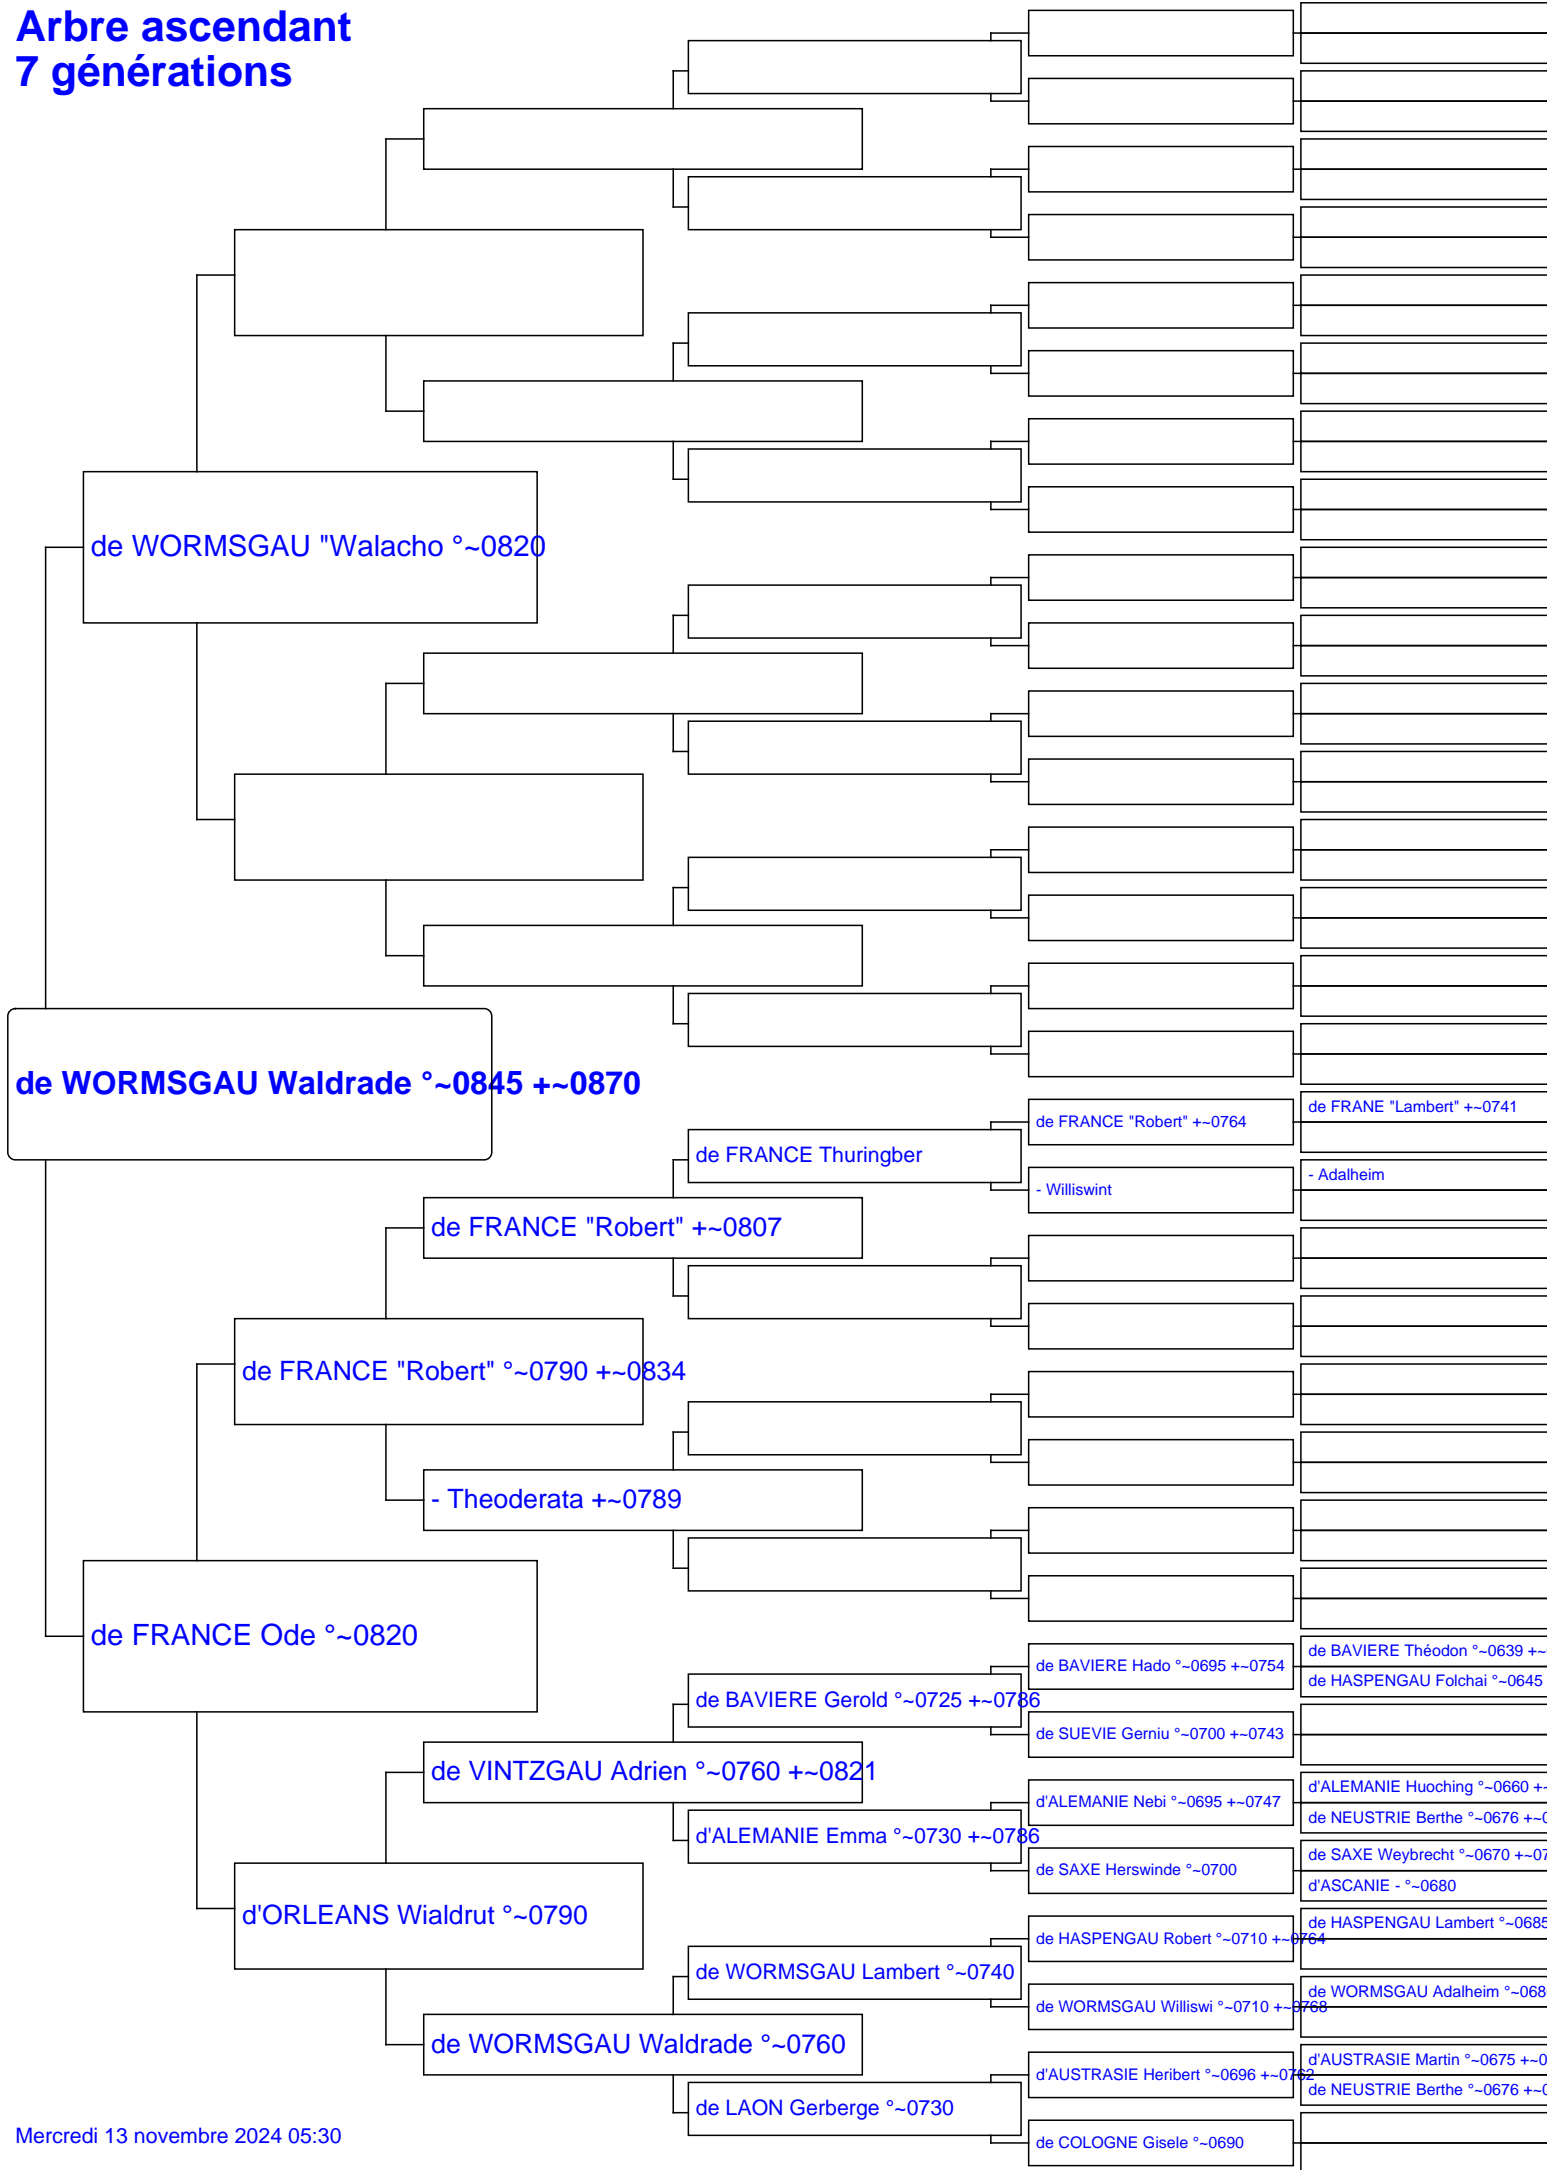 Arbre ascendant
7 générations
de WORMSGAU "Walacho °~0820
de WORMSGAU Waldrade °~0845 +~0870
de FRANCE "Robert" +~0764
de FRANE "Lambert" +~0741
de FRANCE Thuringber
- Williswint
- Adalheim
de FRANCE "Robert" +~0807
de FRANCE "Robert" °~0790 +~0834
- Theoderata +~0789
de FRANCE Ode °~0820
de BAVIERE Hado °~0695 +~0754
de BAVIERE Théodon °~0639 +~
de HASPENGAU Folchai °~0645
de BAVIERE Gerold °~0725 +~0786
de SUEVIE Gerniu °~0700 +~0743
de VINTZGAU Adrien °~0760 +~0821
d'ALEMANIE Nebi °~0695 +~0747
d'ALEMANIE Huoching °~0660 +~
de NEUSTRIE Berthe °~0676 +~0
d'ALEMANIE Emma °~0730 +~0786
de SAXE Herswinde °~0700
de SAXE Weybrecht °~0670 +~07
d'ASCANIE - °~0680
d'ORLEANS Wialdrut °~0790
de HASPENGAU Robert °~0710 +~0764
de HASPENGAU Lambert °~0685
de WORMSGAU Lambert °~0740
de WORMSGAU Williswi °~0710 +~0768
de WORMSGAU Adalheim °~068
de WORMSGAU Waldrade °~0760
d'AUSTRASIE Heribert °~0696 +~0762
d'AUSTRASIE Martin °~0675 +~0
de NEUSTRIE Berthe °~0676 +~0
de LAON Gerberge °~0730
de COLOGNE Gisele °~0690
Mercredi 13 novembre 2024 05:30